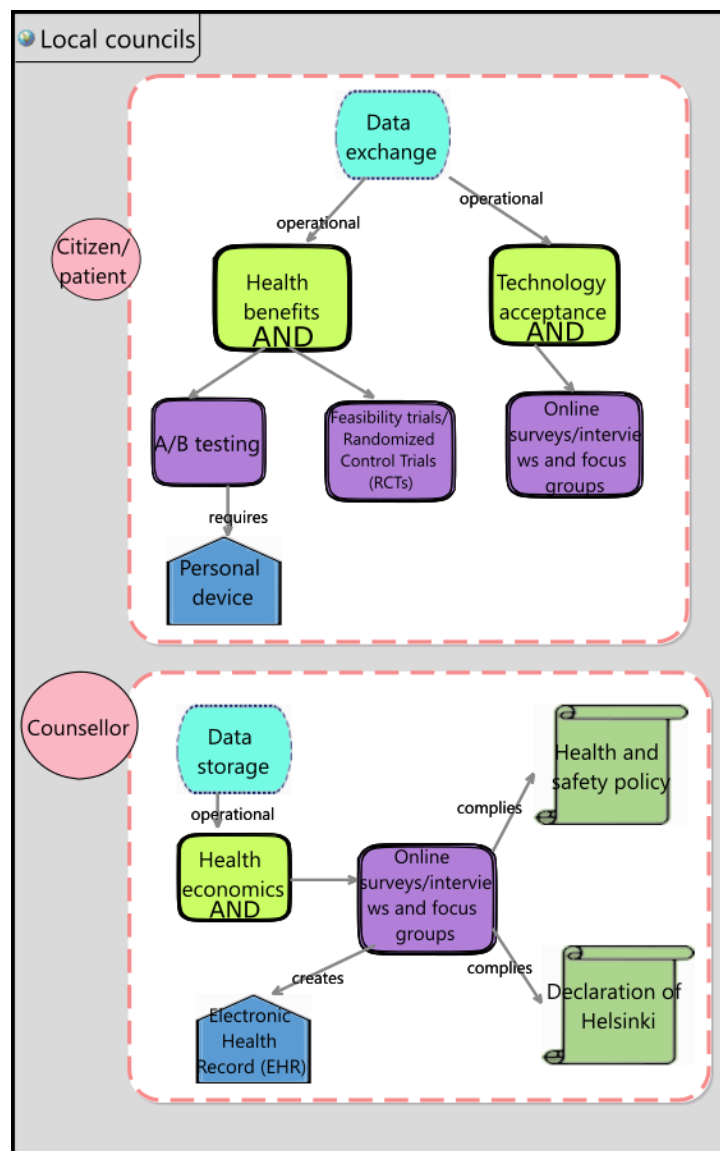 Local councils
Data
exchange
operational
operational
Citizen/
patient
Health
benefits
AND
Technology
acceptance
AND
A/B testing
Feasibility trials/
Randomized
Control Trials
(RCTs)
Online
surveys/intervie
ws and focus
groups
requires
Personal
device
Counsellor
Data
storage
Health and
safety policy
operational
complies
Health
economics
AND
Online
surveys/intervie
ws and focus
groups
creates
complies
Electronic
Health
Record (EHR)
Declaration of
Helsinki